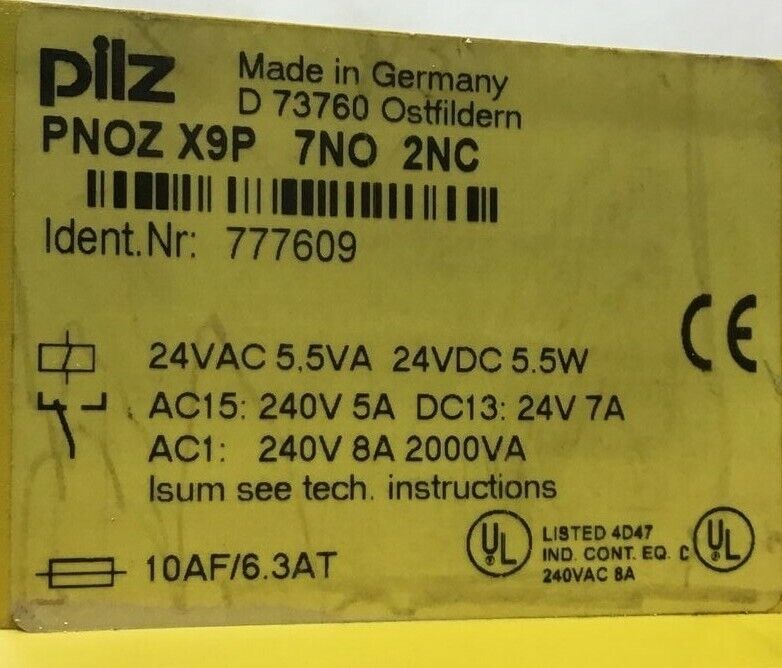 pilz
Made in Germany
D 73760 Ostfildern
PNOZ X9P 7NO 2NC
Ident.Nr: 777609
CE
24VAC 5,5VA 24VDC 5.5W
AC15: 240V 5A DC13: 24V 7A
AC1: 240V 8A 2000VA
Isum see tech. instructions
10AF/6.3AT
UL
LISTED 4D47
IND. CONT. EQ.
240VAC 8A
C UL